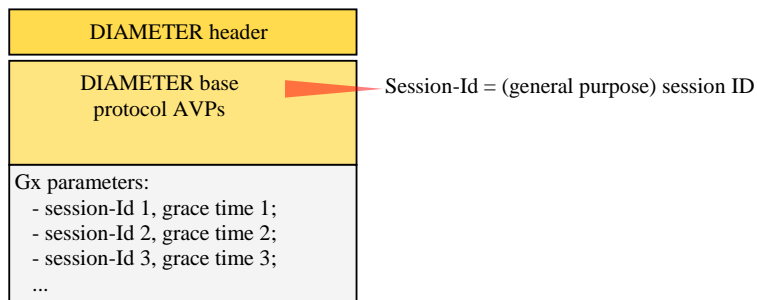 DIAMETER header
DIAMETER base
protocol AVPs
Session-Id = (general purpose) session ID
Gx parameters:
- session-Id 1, grace time 1;
- session-Id 2, grace time 2;
- session-Id 3, grace time 3;
...